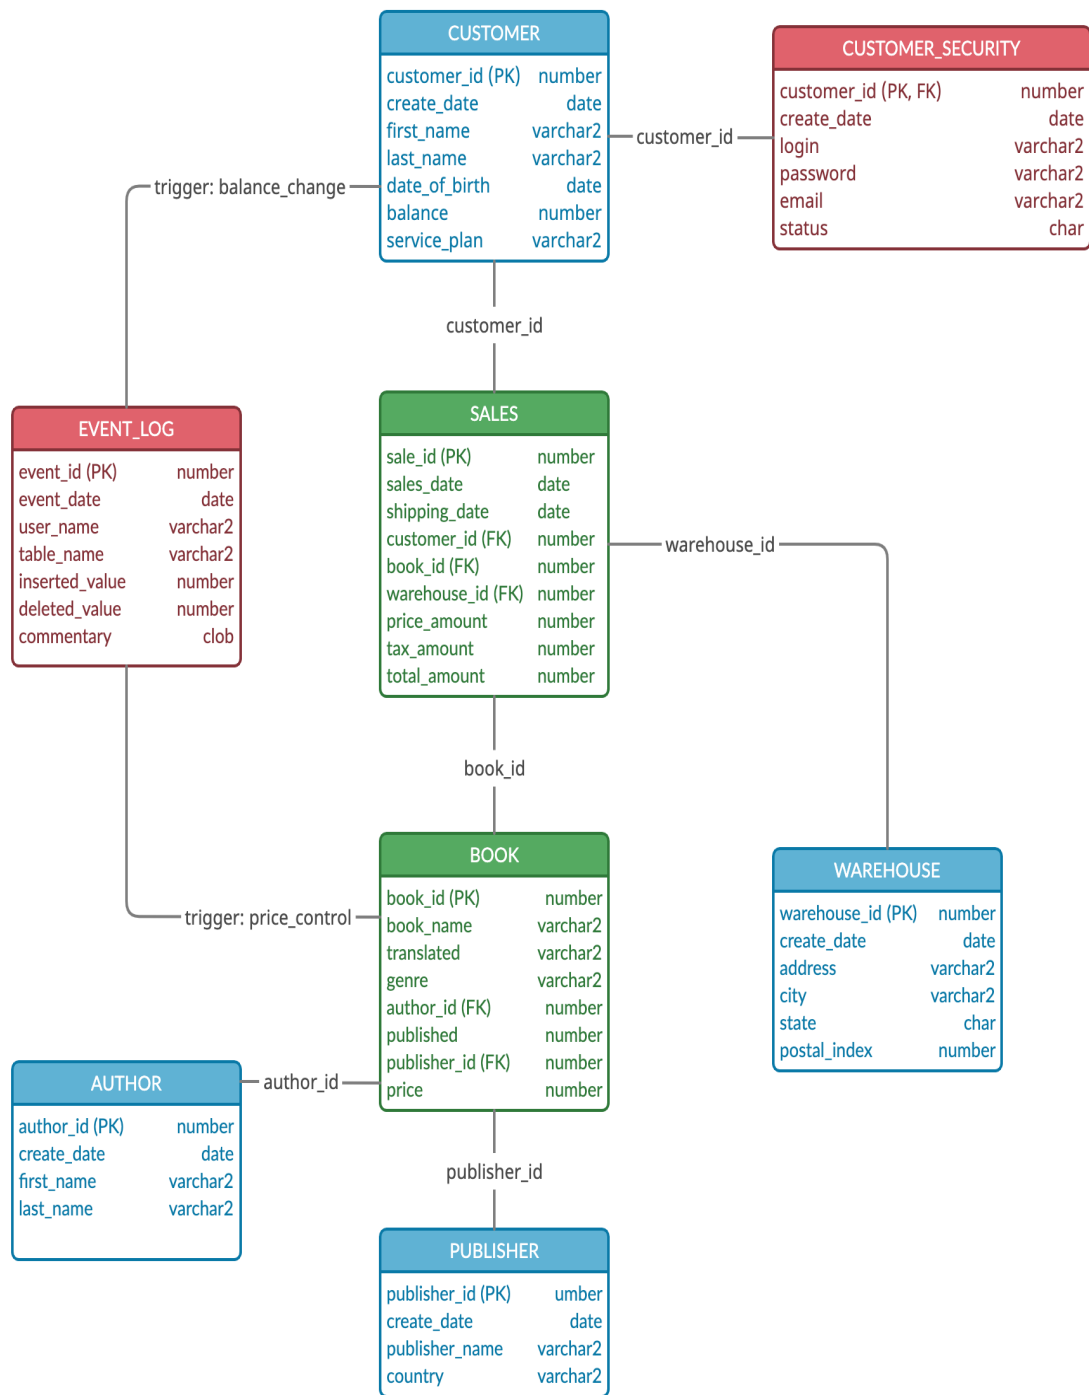 CUSTOMER
customer_id (PK) number
create_date date
first_name varchar2
last_name varchar2
date_of_birth date
balance number
service_plan varchar2
CUSTOMER_SECURITY
customer_id (PK, FK) number
create_date date
login varchar2
password varchar2
email varchar2
status char
customer_id
trigger: balance_change
customer_id
EVENT_LOG
event_id (PK) number
event_date date
user_name varchar2
table_name varchar2
inserted_value number
deleted_value number
commentary clob
SALES
sale_id (PK) number
sales_date date
shipping_date date
customer_id (FK) number
book_id (FK) number
warehouse_id (FK) number
price_amount number
tax_amount number
total_amount number
warehouse_id
book_id
BOOK
book_id (PK) number
book_name varchar2
translated varchar2
genre varchar2
author_id (FK) number
published number
publisher_id (FK) number
price number
trigger: price_control
WAREHOUSE
warehouse_id (PK) number
create_date date
address varchar2
city varchar2
state char
postal_index number
AUTHOR
author_id (PK) number
create_date date
first_name varchar2
last_name varchar2
author_id
publisher_id
PUBLISHER
publisher_id (PK) umber
create_date date
publisher_name varchar2
country varchar2